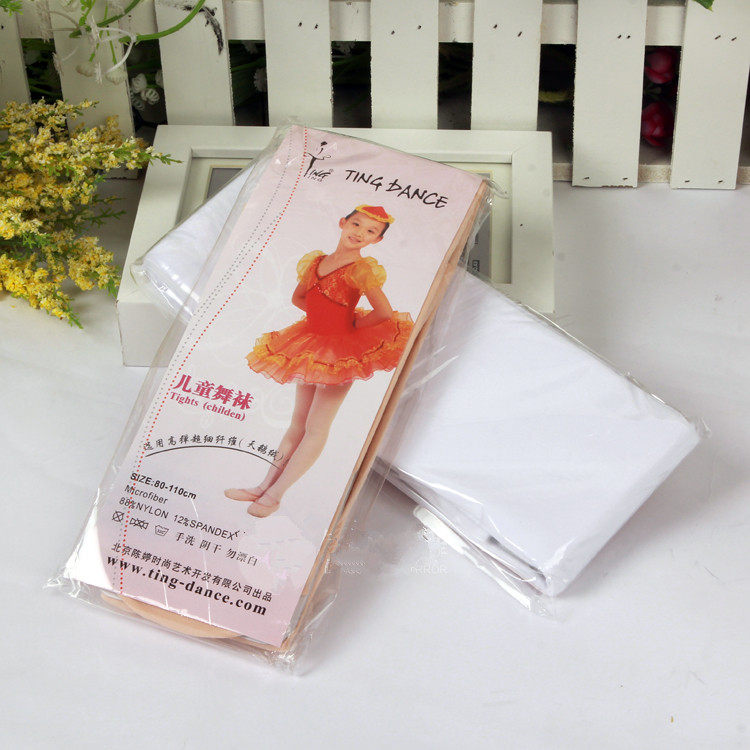 TING
TING DANCE
儿童舞袜
Tights (childen)
选用高弹超细纤维(天鹅绒)
SIZE:80-110cm
Microfiber
88%NYLON 12%SPANDEX
手洗 阴干 勿漂白
北京陈婷时尚艺术开发有限公司出品
www.ting-dance.com